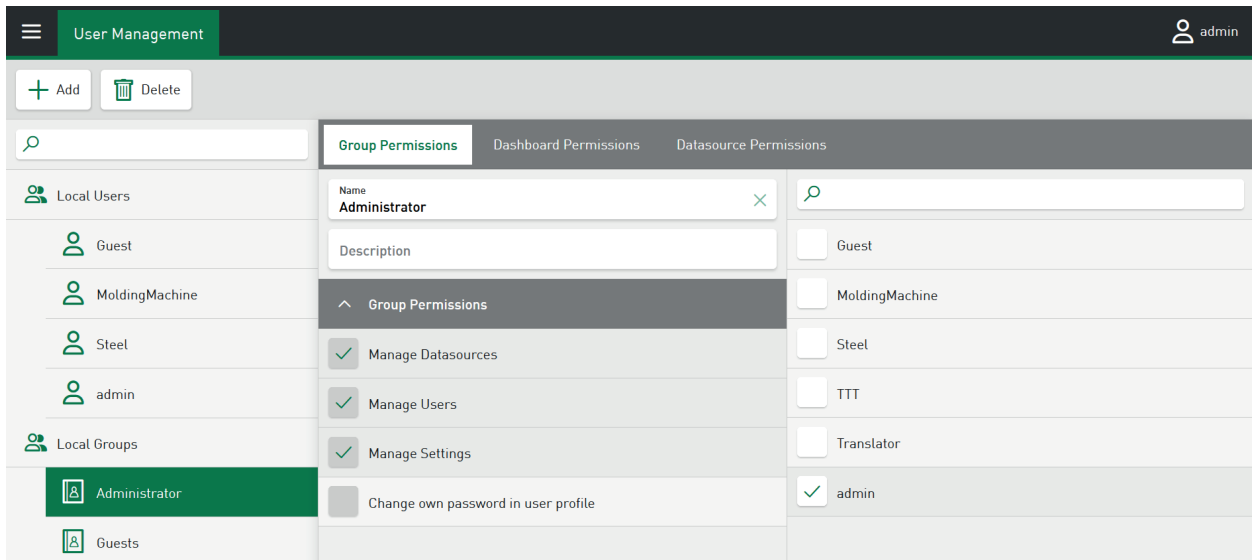 User Management
admin
Add
Delete
Group Permissions
Dashboard Permissions
Datasource Permissions
Local Users
Guest
MoldingMachine
Steel
admin
Local Groups
Administrator
Guests
Name
Administrator
Description
Group Permissions
Manage Datasources
Manage Users
Manage Settings
Change own password in user profile
Guest
MoldingMachine
Steel
TTT
Translator
admin